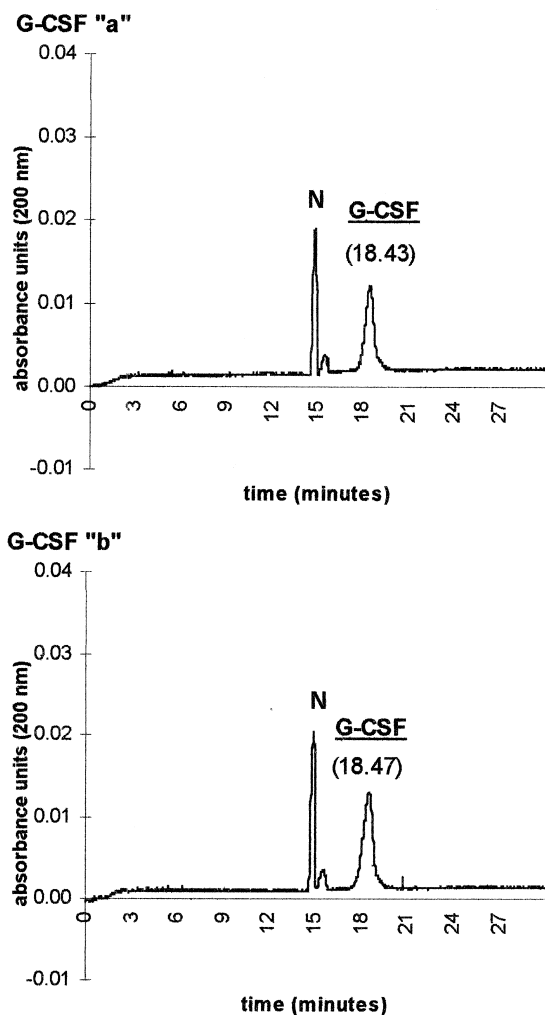 G-CSF "a"
0.04
0.03
0.02
0.01
0.00
-0.01
absorbance units (200 nm)
N
G-CSF
(18.43)
0 3 6 9 12 15 18 21 24 27
time (minutes)
G-CSF "b"
0.04
0.03
0.02
0.01
0.00
-0.01
absorbance units (200 nm)
N
G-CSF
(18.47)
0 3 6 9 12 15 18 21 24 27
time (minutes)